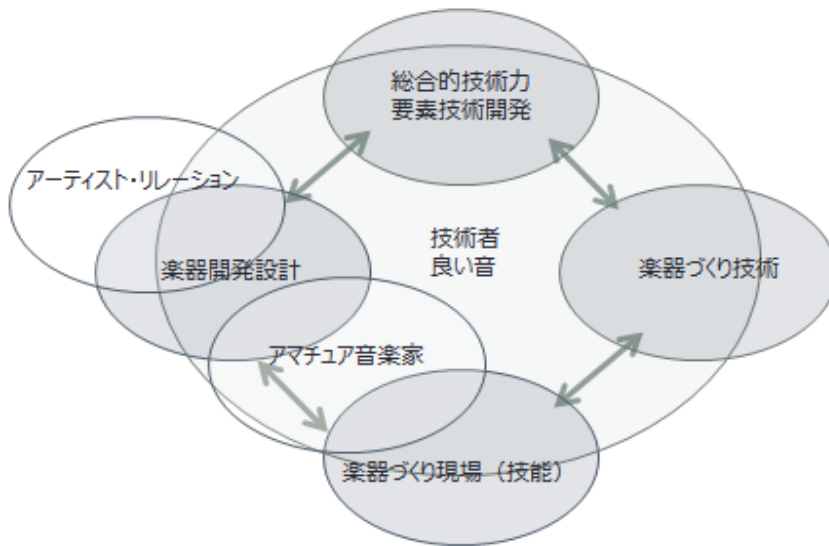 総合的技術力
要素技術開発
アーティスト・リレーション
技術者
良い音
楽器開発設計
楽器づくり技術
アマチュア音楽家
楽器づくり現場（技能）